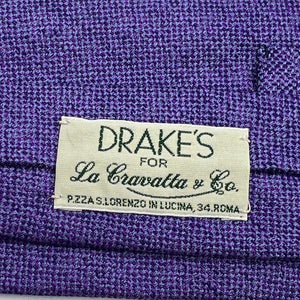 DRAKE'S
FOR
La Cravatta & Co.
P.ZZA S.LORENZO IN LUCINA, 34.ROMA.